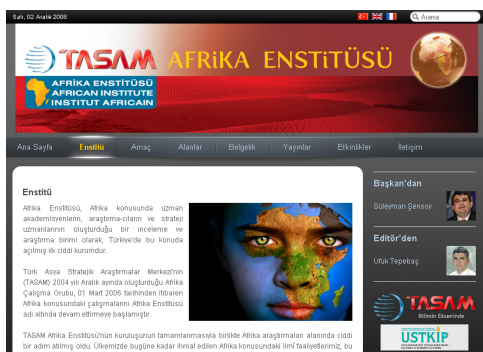 Salı, 02 Aralık 2008
Arama
TASAM AFRiKA ENSTiTÜSÜ
AFRİKA ENSTİTÜSÜ
AFRICAN INSTITUTE
INSTITUT AFRICAIN
Ana Sayfa Enstitü Amaç Alanlar Belgelik Yayınlar Etkinlikler İletişim
Enstitü
Afrika Enstitüsü, Afrika konusunda uzman
akademisyenlerin, araştırma-cıların ve strateji
uzmanlarının oluşturduğu bir inceleme ve
araştırma birimi olarak, Türkiye'de bu konuda
açılmış ilk ciddi kurumdur.
Türk Asya Stratejik Araştırmalar Merkezi'nin
(TASAM) 2004 yılı Aralık ayında oluşturduğu Afrika
Çalışma Grubu, 01 Mart 2006 tarihinden itibaren
Afrika konusundaki çalışmalarını Afrika Enstitüsü
adı altında devam ettirmeye başlamıştır.
TASAM Afrika Enstitüsü'nün kuruluşunun tamamlanmasıyla birlikte Afrika araştırmaları alanında ciddi
bir adım atılmış oldu. Ülkemizde bugüne kadar ihmal edilen Afrika konusundaki ilmî faaliyetlerimiz, bu
Başkan'dan
Süleyman Şensoy
Editör'den
Ufuk Tepebaş
TASAM
Bilimin Ekseninde
USTKIP